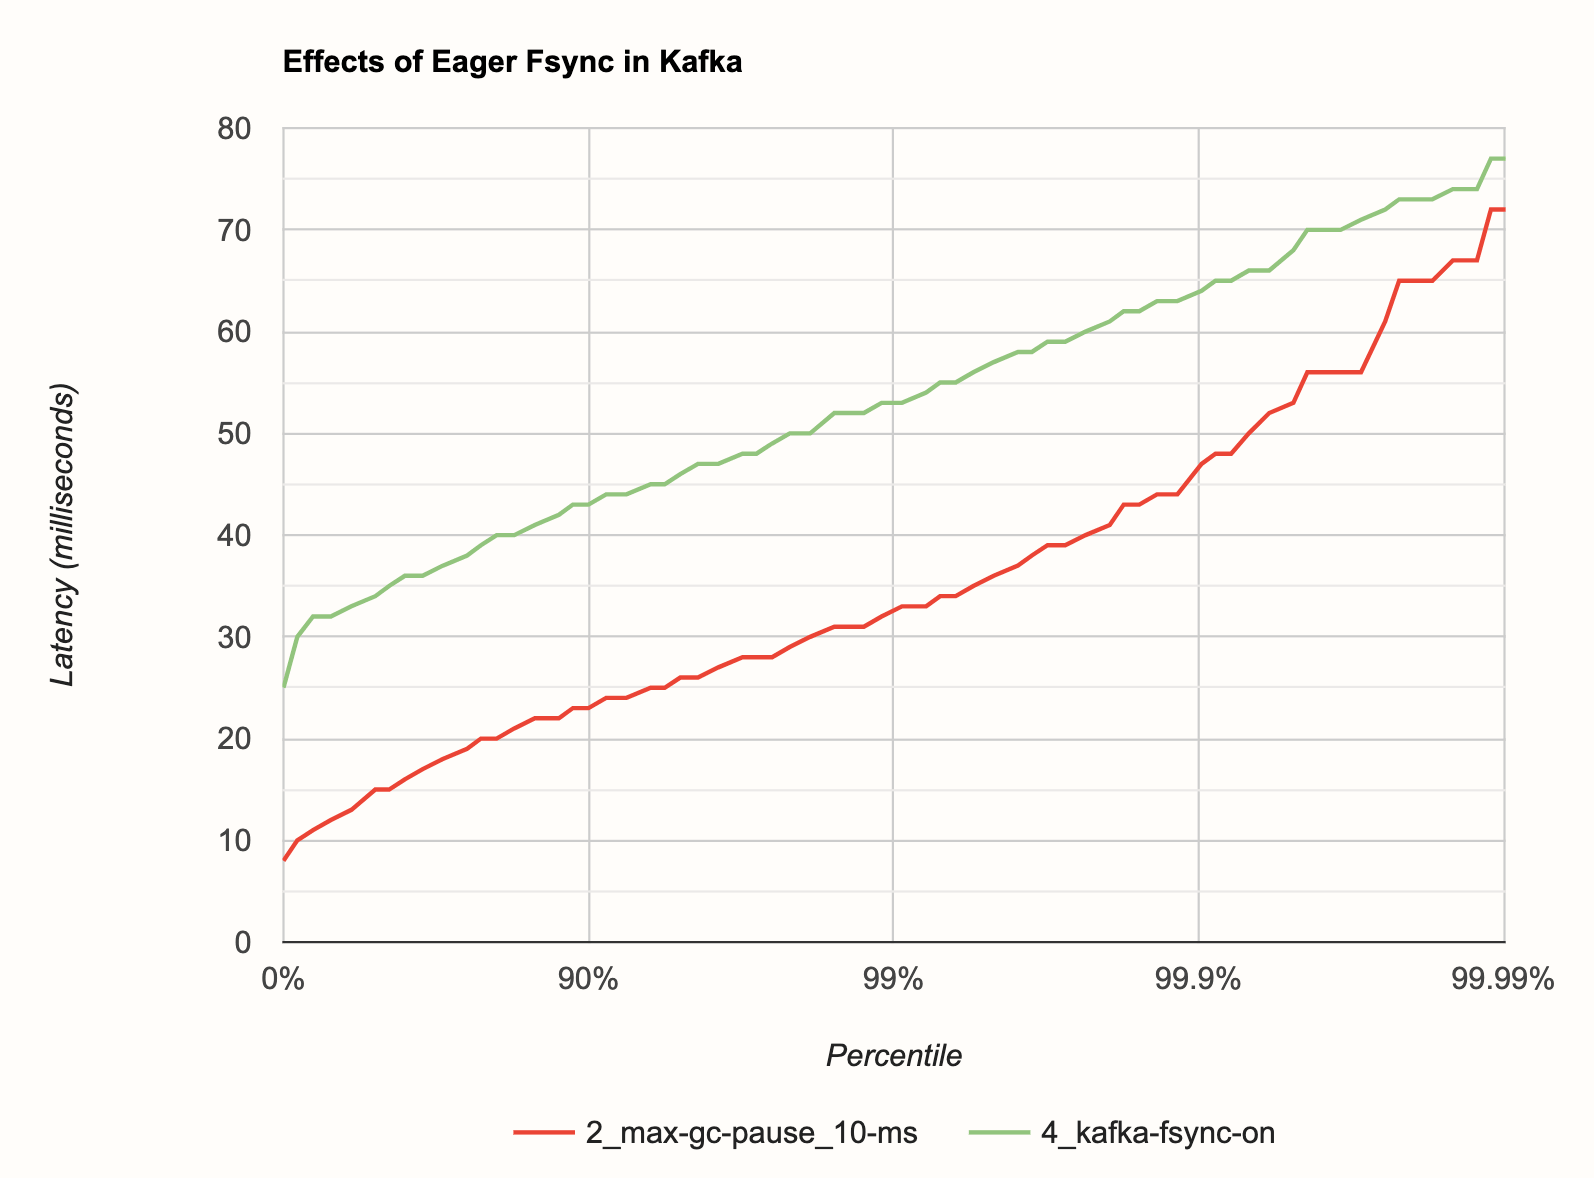 Effects of Eager Fsync in Kafka
80
70
60
50
40
30
20
10
0
Latency (milliseconds)
0% 90% 99% 99.9% 99.99%
Percentile
2_max-gc-pause_10-ms 4_kafka-fsync-on